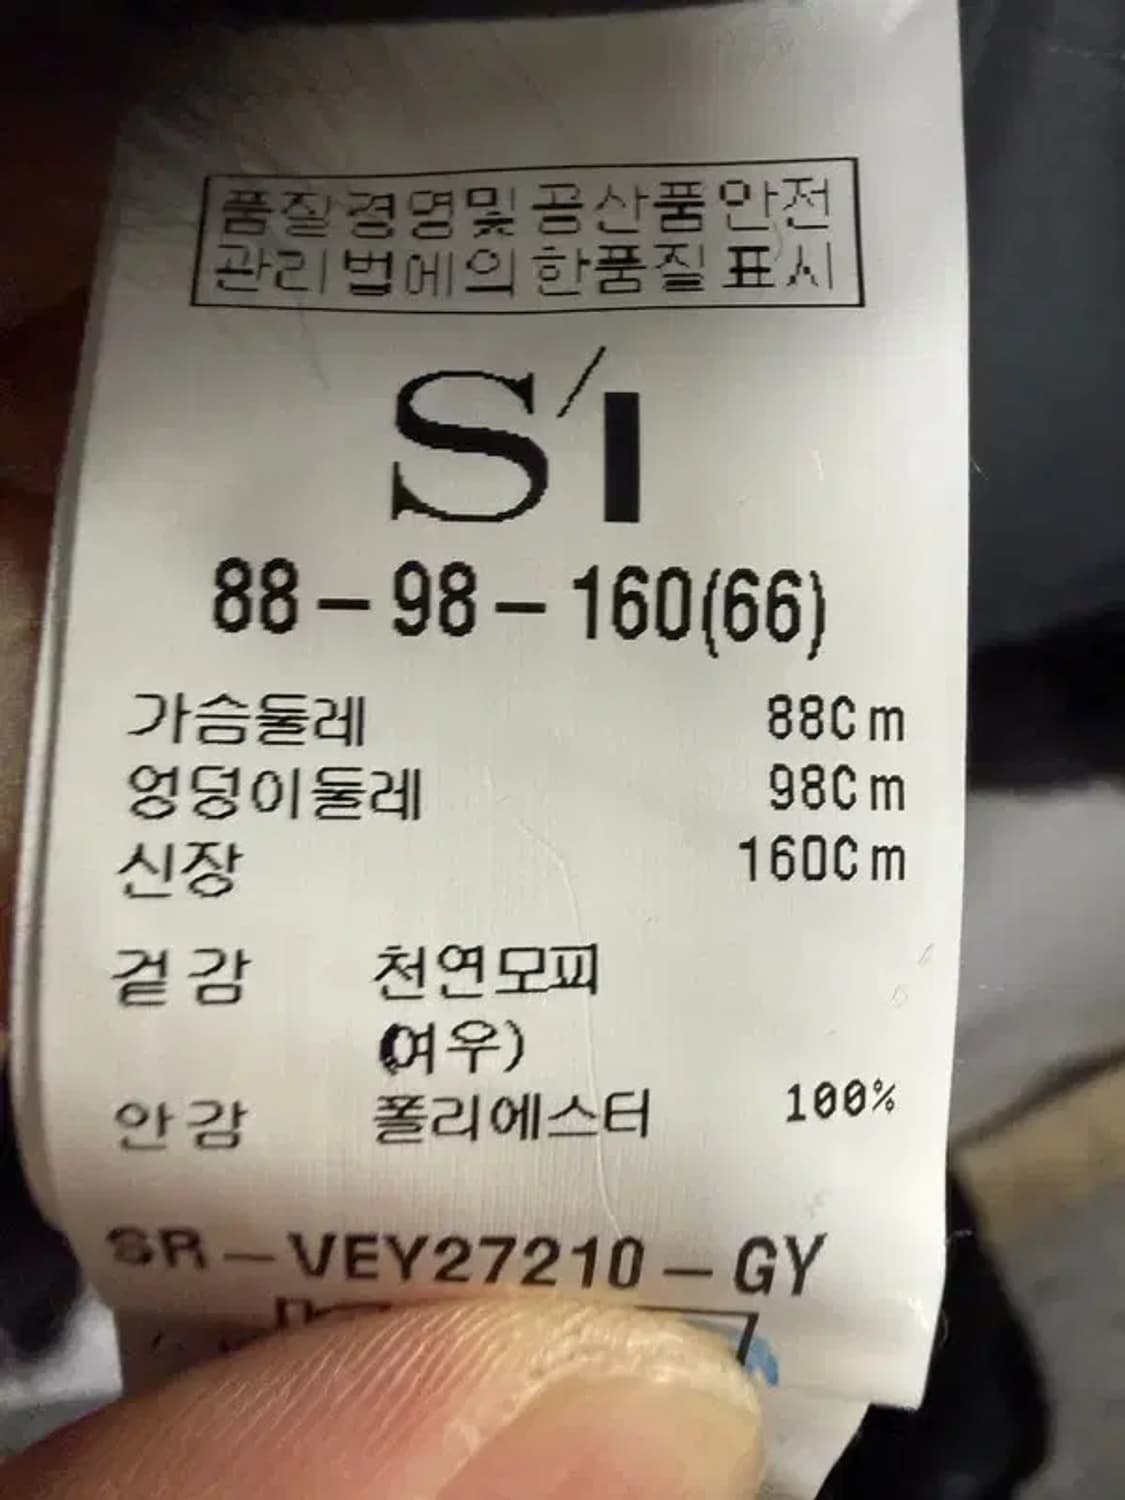 품질경영및 공산품안전
관리법에의 한품질 표시
S'I
88-98-160(66)
가슴둘레 88Cm
엉덩이둘레 98Cm
신장 160Cm
겉감 천연모피
(여우)
안감 폴리에스터 100%
SR-VEY27210-GY